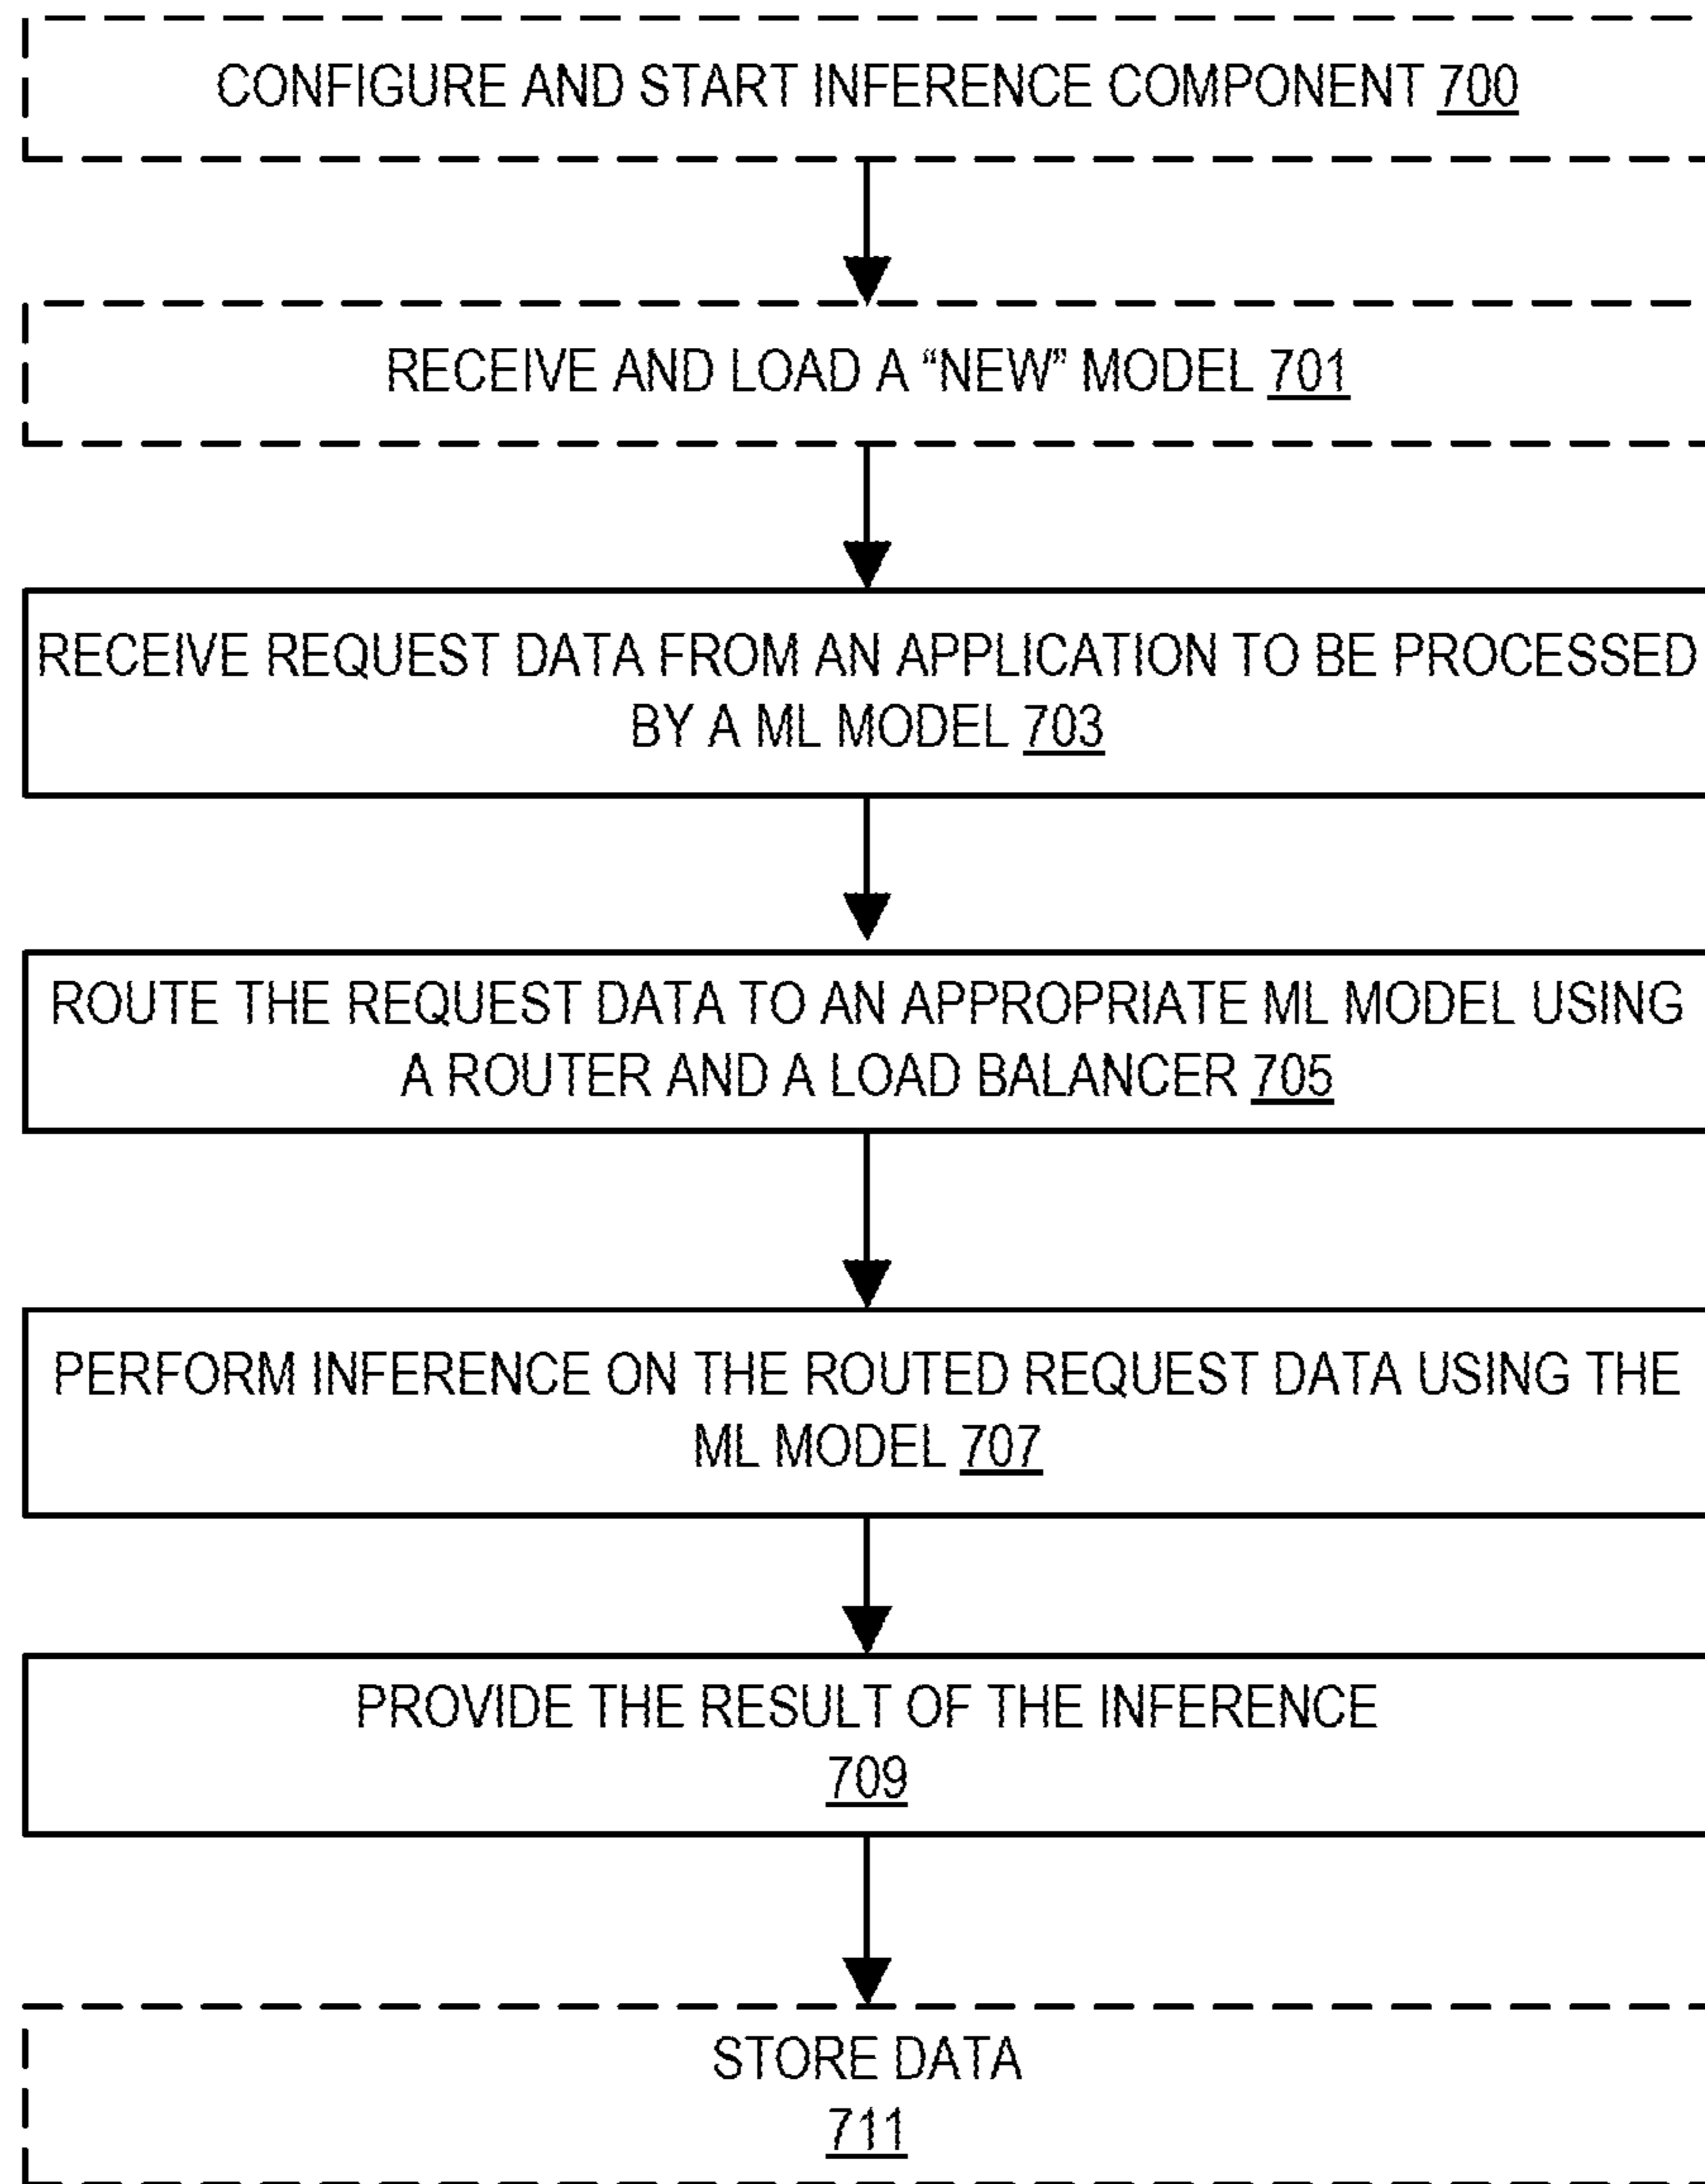 CONFIGURE AND START INFERENCE COMPONENT 700
RECEIVE AND LOAD A “NEW” MODEL 701
RECEIVE REQUEST DATA FROM AN APPLICATION TO BE PROCESSED
BY A ML MODEL 703
ROUTE THE REQUEST DATA TO AN APPROPRIATE ML MODEL USING
A ROUTER AND A LOAD BALANCER 705
PERFORM INFERENCE ON THE ROUTED REQUEST DATA USING THE
ML MODEL 707
PROVIDE THE RESULT OF THE INFERENCE
709
STORE DATA
711